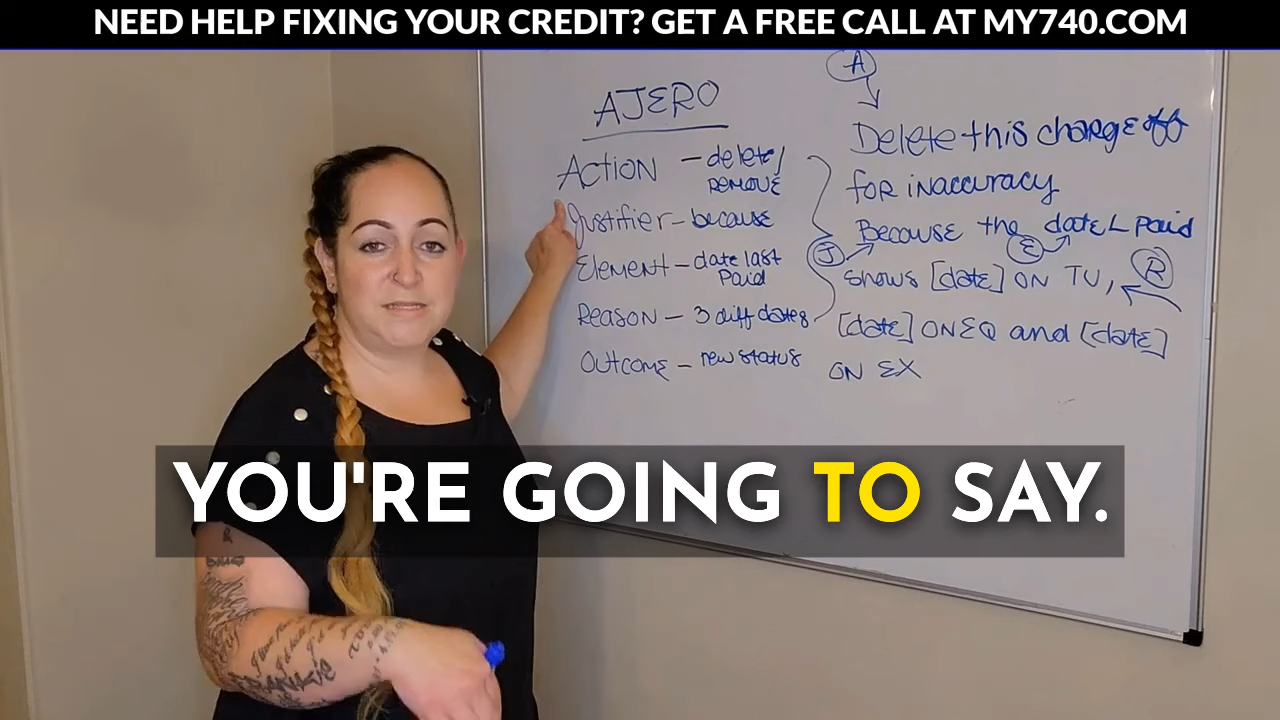 NEED HELP FIXING YOUR CREDIT? GET A FREE CALL AT MY740.COM
AJERO
Action - delete/
REMOVE
Justifier - because
Element - date last
Paid
Reason - 3 diff dates
Outcome - new status
A
Delete this charge off
for inaccuracy
Because the date L paid
J
E
R
shows [date] ON TU,
[date] ON EQ and [date]
ON EX
YOU'RE GOING TO SAY.